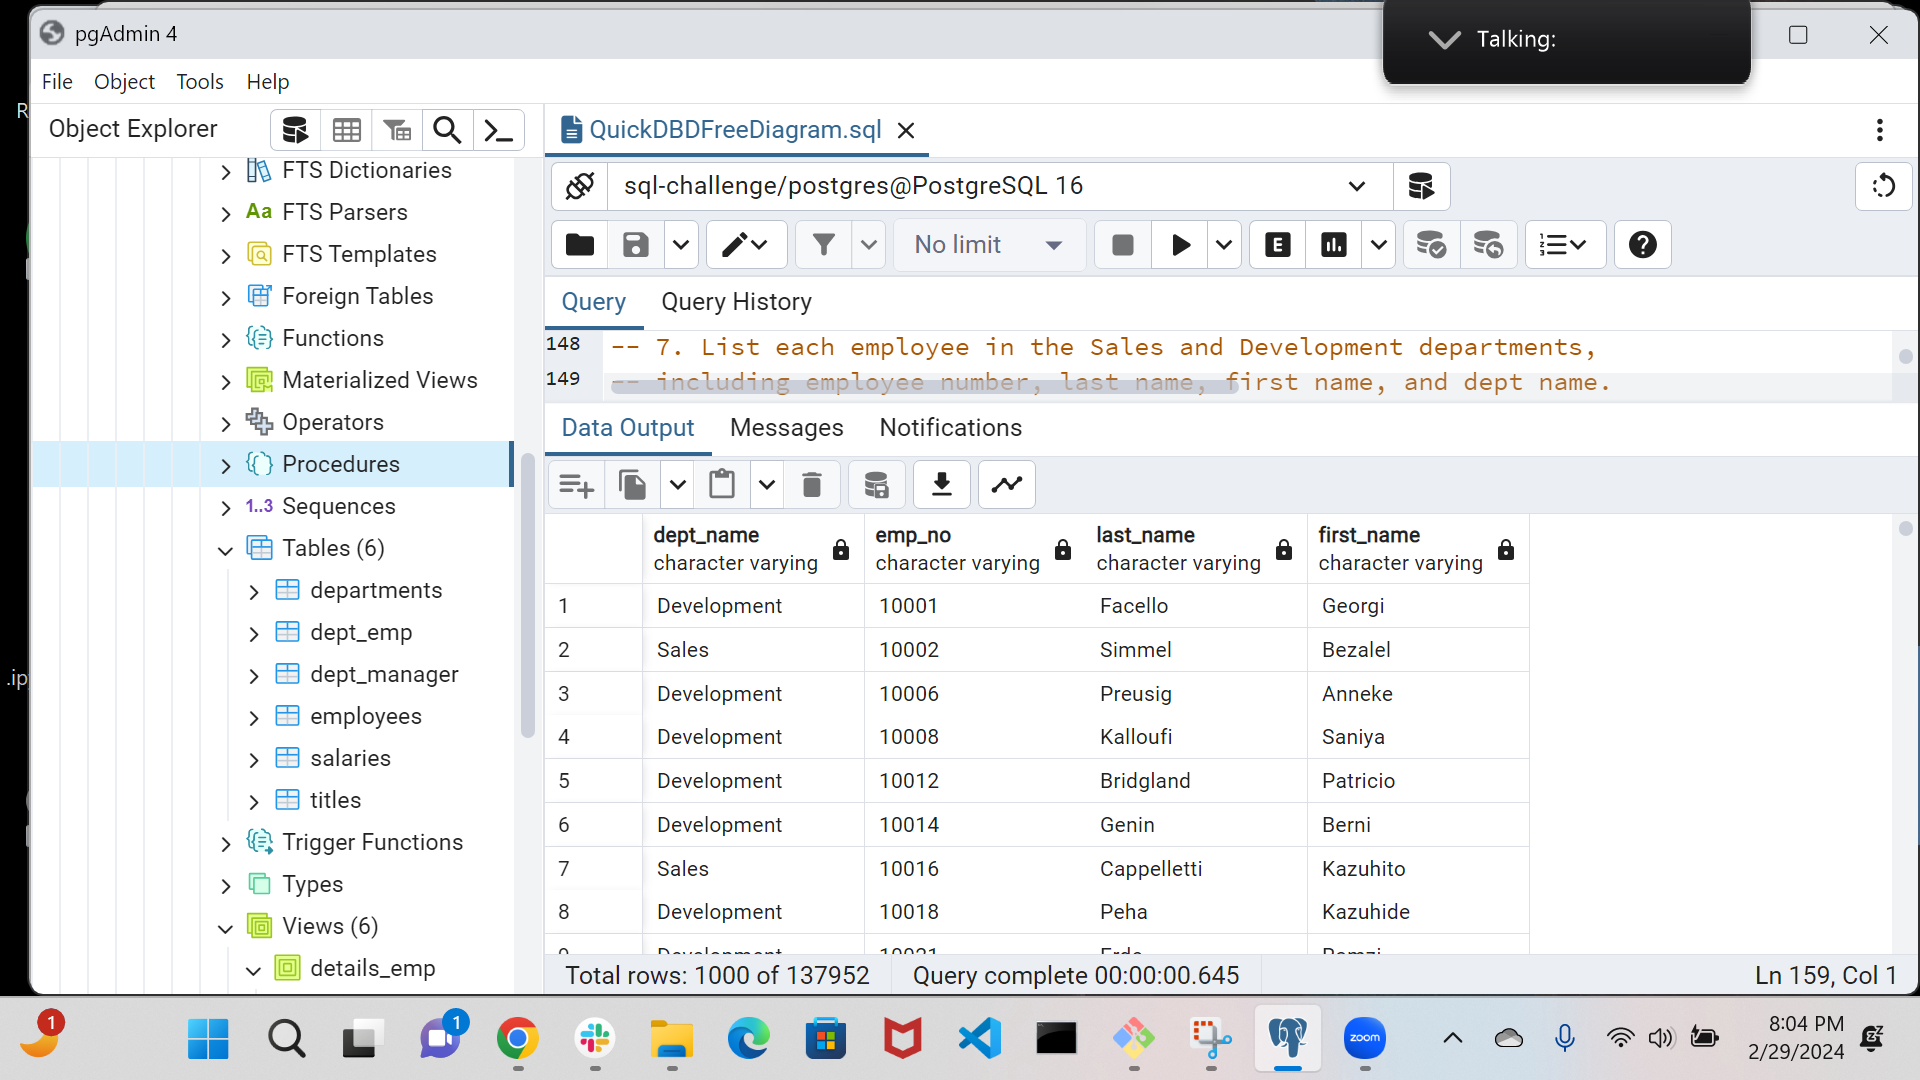 pgAdmin 4
Talking:
File Object Tools Help
R
Object Explorer
QuickDBDFreeDiagram.sql
sql-challenge/postgres@PostgreSQL 16
No limit
E
Query Query History
148 -- 7. List each employee in the Sales and Development departments,
149 -- including employee number, last name, first name, and dept name.
Data Output Messages Notifications
FTS Dictionaries
Aa FTS Parsers
FTS Templates
Foreign Tables
Functions
Materialized Views
Operators
Procedures
1..3 Sequences
Tables (6)
departments
dept_emp
dept_manager
employees
salaries
titles
Trigger Functions
Types
Views (6)
details_emp
.ip
dept_name emp_no last_name first_name
character varying character varying character varying character varying
1 Development 10001 Facello Georgi
2 Sales 10002 Simmel Bezalel
3 Development 10006 Preusig Anneke
4 Development 10008 Kalloufi Saniya
5 Development 10012 Bridgland Patricio
6 Development 10014 Genin Berni
7 Sales 10016 Cappelletti Kazuhito
8 Development 10018 Peha Kazuhide
Total rows: 1000 of 137952 Query complete 00:00:00.645 Ln 159, Col 1
1
1
zoom
8:04 PM
2/29/2024